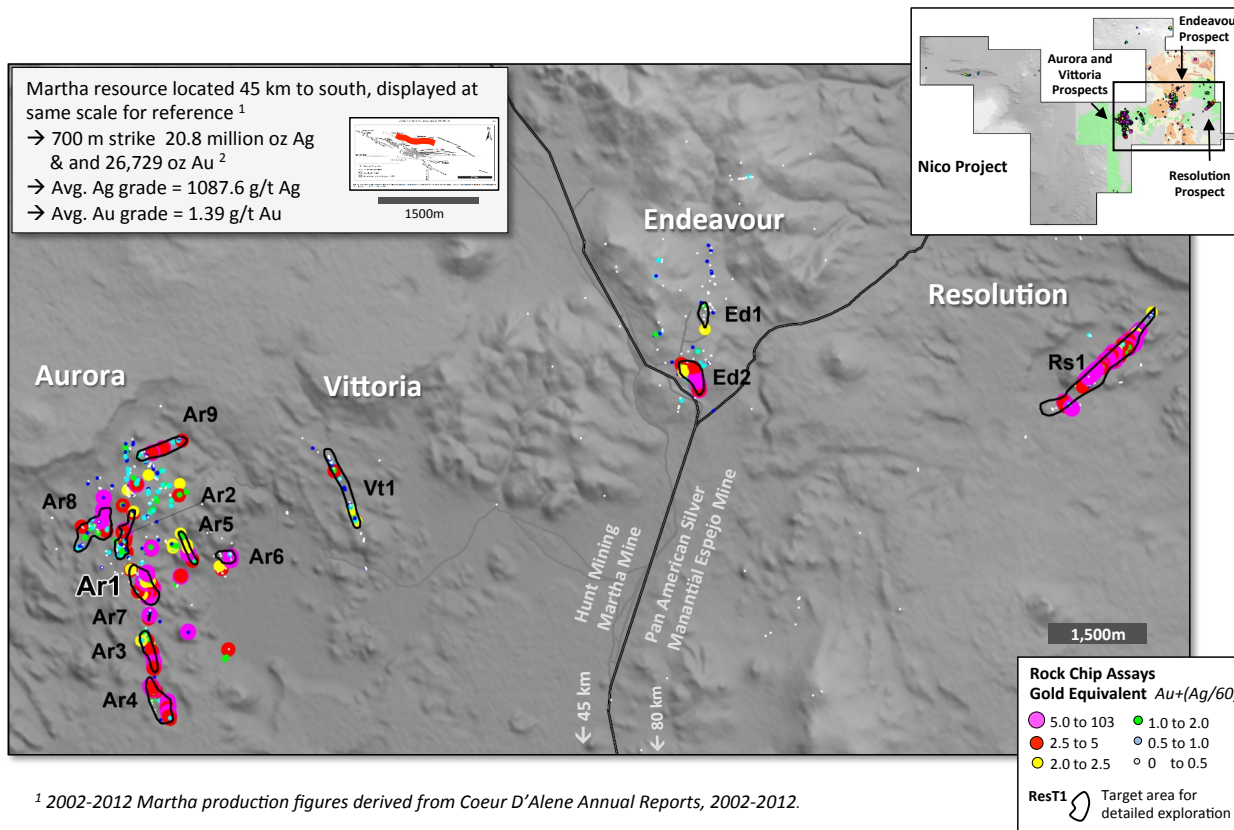 Martha resource located 45 km to south, displayed at
same scale for reference ¹
→ 700 m strike 20.8 million oz Ag
& and 26,729 oz Au ²
→ Avg. Ag grade = 1087.6 g/t Ag
→ Avg. Au grade = 1.39 g/t Au
1500m
Endeavou
Prospect
Aurora and
Vittoria
Prospects
Nico Project
Resolution
Prospect
Endeavour
Resolution
Aurora
Vittoria
Ed1
Ed2
Rs1
Ar9
Ar8
Ar2
Vt1
Ar5
Ar6
Ar1
Ar7
Ar3
Ar4
Hunt Mining
Martha Mine
Pan American Silver
Manantial Espejo Mine
← 45 km
← 80 km
1,500m
Rock Chip Assays
Gold Equivalent Au+(Ag/60)
5.0 to 103
2.5 to 5
2.0 to 2.5
1.0 to 2.0
0.5 to 1.0
0 to 0.5
ResT1
Target area for
detailed exploration
¹ 2002-2012 Martha production figures derived from Coeur D'Alene Annual Reports, 2002-2012.